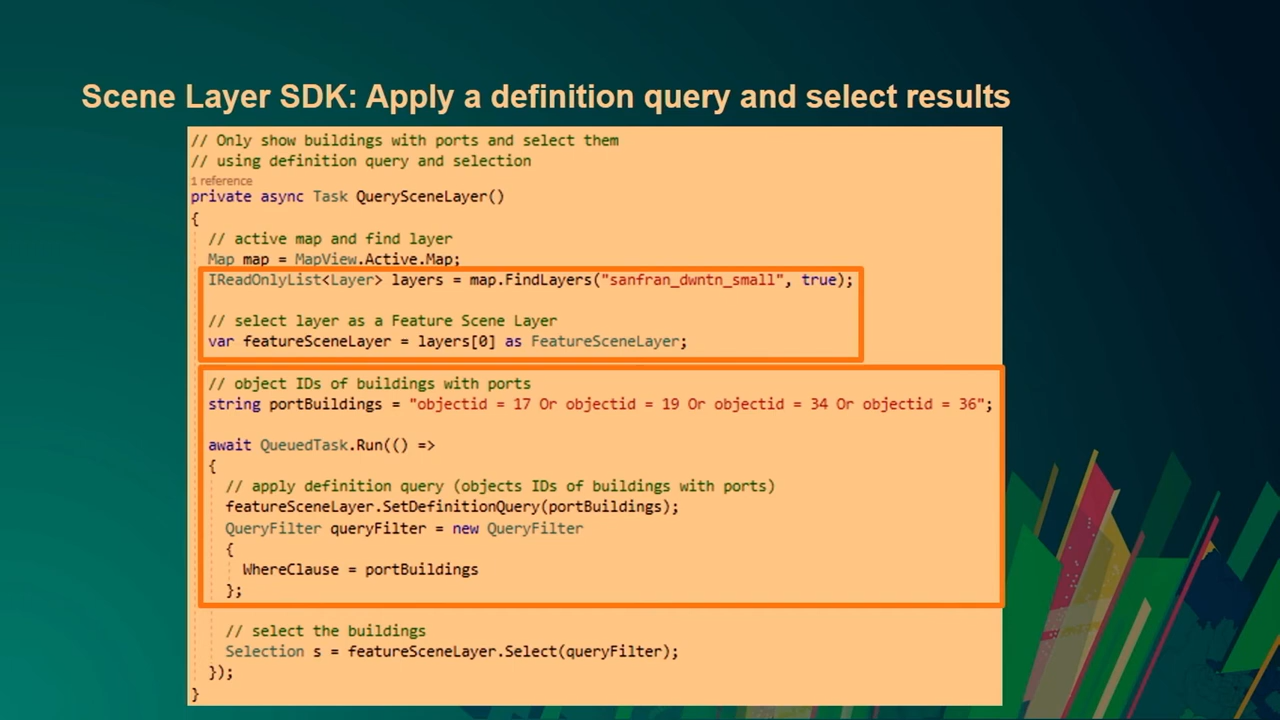 Scene Layer SDK: Apply a definition query and select results
// Only show buildings with ports and select them
// using definition query and selection
1 reference
private async Task QuerySceneLayer()
{
// active map and find layer
Map map = MapView.Active.Map;
IReadOnlyList<Layer> layers = map.FindLayers("sanfran_dwntn_small", true);
// select layer as a Feature Scene Layer
var featureSceneLayer = layers[0] as FeatureSceneLayer;
// object IDs of buildings with ports
string portBuildings = "objectid = 17 Or objectid = 19 Or objectid = 34 Or objectid = 36";
await QueuedTask.Run(() =>
{
// apply definition query (objects IDs of buildings with ports)
featureSceneLayer.SetDefinitionQuery(portBuildings);
QueryFilter queryFilter = new QueryFilter
{
WhereClause = portBuildings
};
// select the buildings
Selection s = featureSceneLayer.Select(queryFilter);
});
}